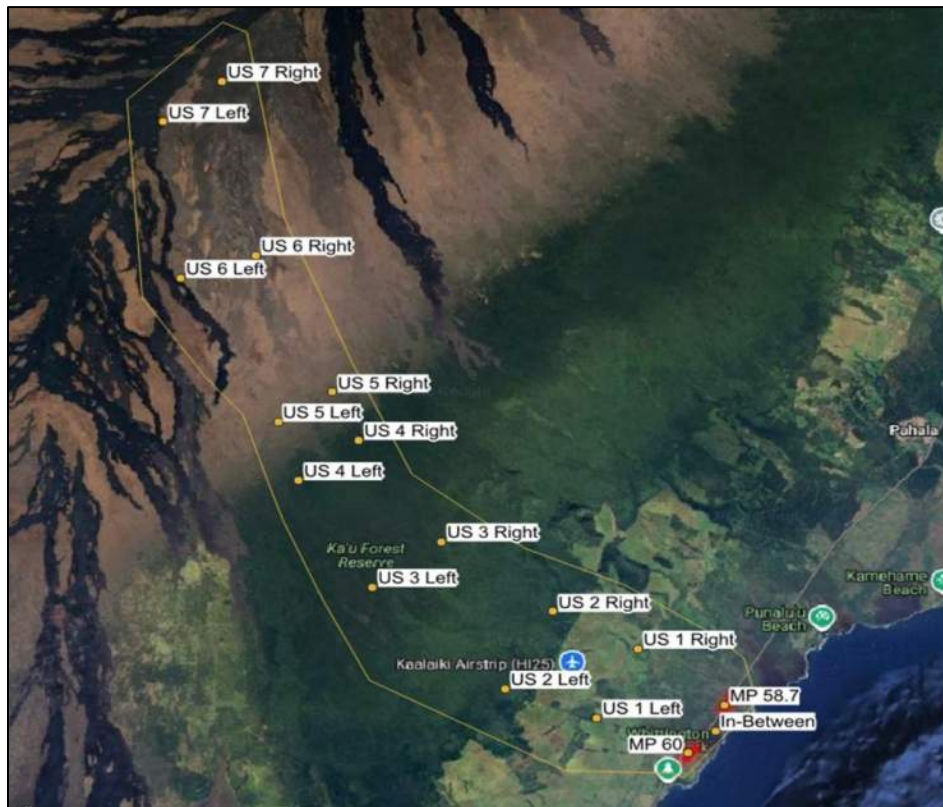 US 7 Right
US 7 Left
US 6 Right
US 6 Left
US 5 Right
US 5 Left
US 4 Right
Pahala
US 4 Left
US 3 Right
Ka'u Forest
Reserve
US 3 Left
Kamehame
Beach
US 2 Right
Punalu'u
Beach
US 1 Right
Kaalaiki Airstrip (HI25)
US 2 Left
MP 58.7
US 1 Left
In-Between
MP 60